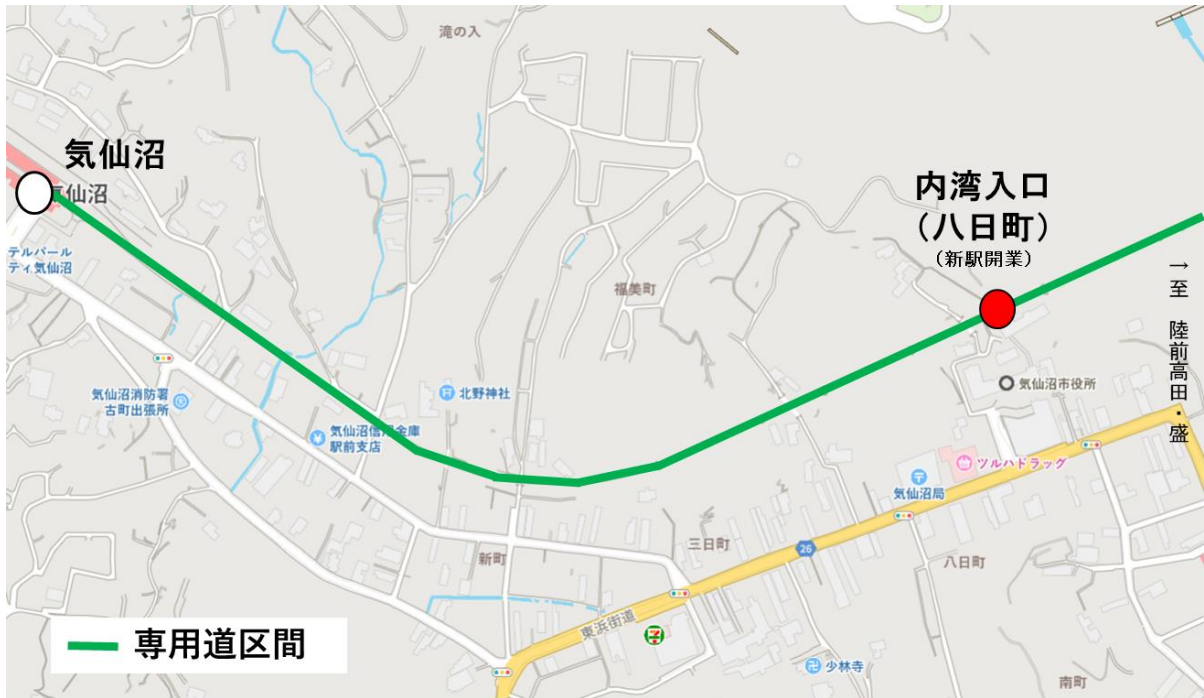 滝の入
気仙沼
気仙沼
内湾入口
（八日町）
（新駅開業）
テルパール
ティ気仙沼
福美町
→至 陸前高田・盛
気仙沼消防署
古町出張所
北野神社
気仙沼市役所
気仙沼信用金庫
駅前支店
ツルハドラッグ
気仙沼局
新町
三日町
26
八日町
東浜街道
専用道区間
少林寺
南町